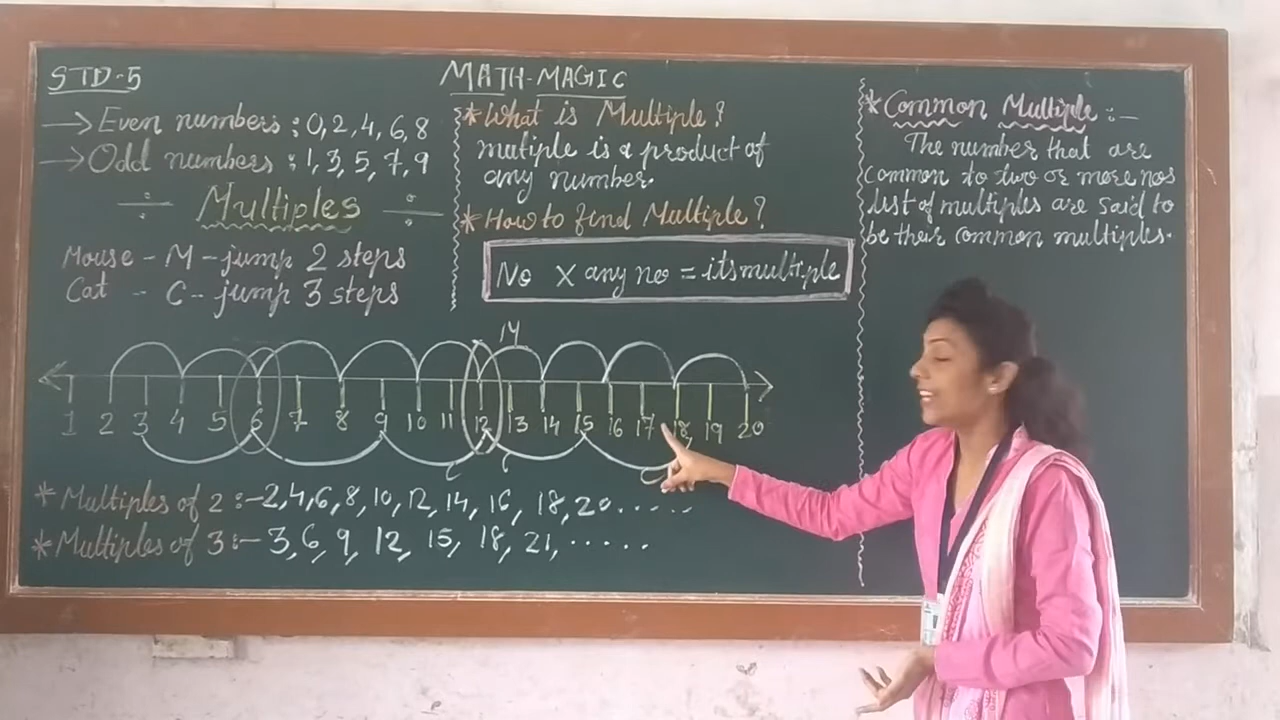 STD-5
MATH-MAGIC
→ Even numbers : 0, 2, 4, 6, 8
→ Odd numbers : 1, 3, 5, 7, 9
÷ Multiples ÷
Mouse - M - jump 2 steps
Cat - C - jump 3 steps
* What is Multiple?
mutiple is a product of
any number.
* How to find Multiple?
No X any no = its multiple
* Common Multiple :-
The number that are
common to two or more nos
list of multiples are said to
be their common multiples.
M
1 2 3 4 5 6 7 8 9 10 11 12 13 14 15 16 17 18 19 20
C C C
* Multiples of 2 :- 2, 4, 6, 8, 10, 12, 14, 16, 18, 20......
* Multiples of 3 :- 3, 6, 9, 12, 15, 18, 21, ......